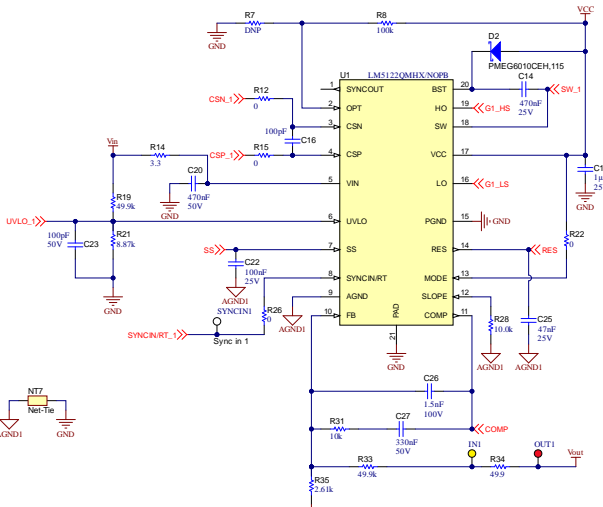 VCC
R7
DNP
GND
R8
100k
D2
PMEG6010CEH,115
U1
LM5122QMHX/NOPB
1 SYNCOUT
BST 20
C14
470nF
25V
SW_1
CSN_1
R12
0
2 OPT
HO 19
G1_HS
3 CSN
SW 18
100pF
C16
Vin
CSP_1
R15
0
4 CSP
VCC 17
R14
3.3
C20
470nF
50V
GND
5 VIN
LO 16
G1_LS
C1
1µ
25
GND
R19
49.9k
UVLO_1
6 UVLO
PGND 15
GND
C23
100pF
50V
R21
8.87k
GND
R22
0
SS
7 SS
RES 14
RES
C22
100nF
25V
AGND1
8 SYNCIN/RT
MODE 13
9 AGND
SLOPE 12
R26
0
SYNCIN1
Sync in 1
AGND1
10 FB
COMP 11
PAD
21
GND
R28
10.0k
AGND1
C25
47nF
25V
AGND1
SYNCIN/RT_1
C26
1.5nF
100V
NT7
Net-Tie
AGND1
GND
R31
10k
C27
330nF
50V
COMP
R33
49.9k
IN1
R34
49.9
OUT1
Vout
R35
2.61k